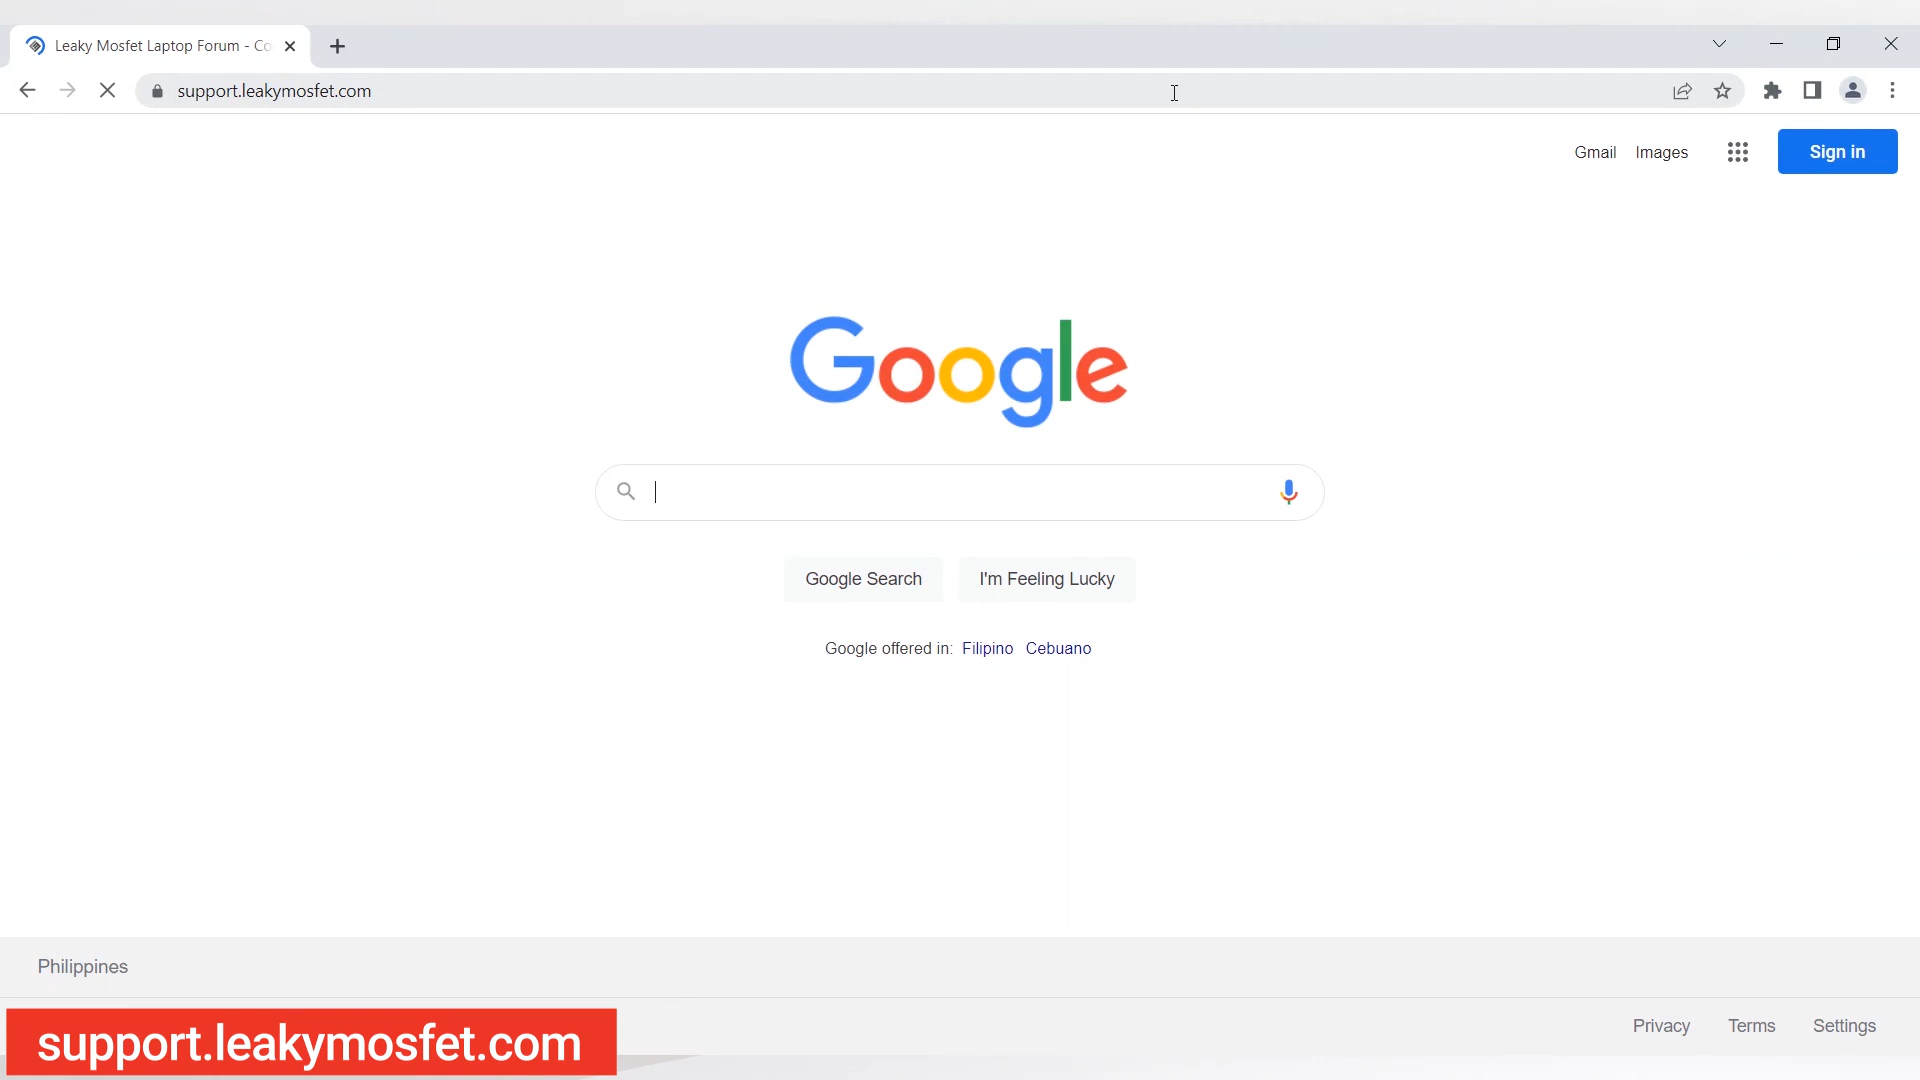 Leaky Mosfet Laptop Forum - Co
support.leakymosfet.com
Gmail Images
Sign in
Google
Google Search I'm Feeling Lucky
Google offered in: Filipino Cebuano
Philippines
Privacy Terms Settings
support.leakymosfet.com